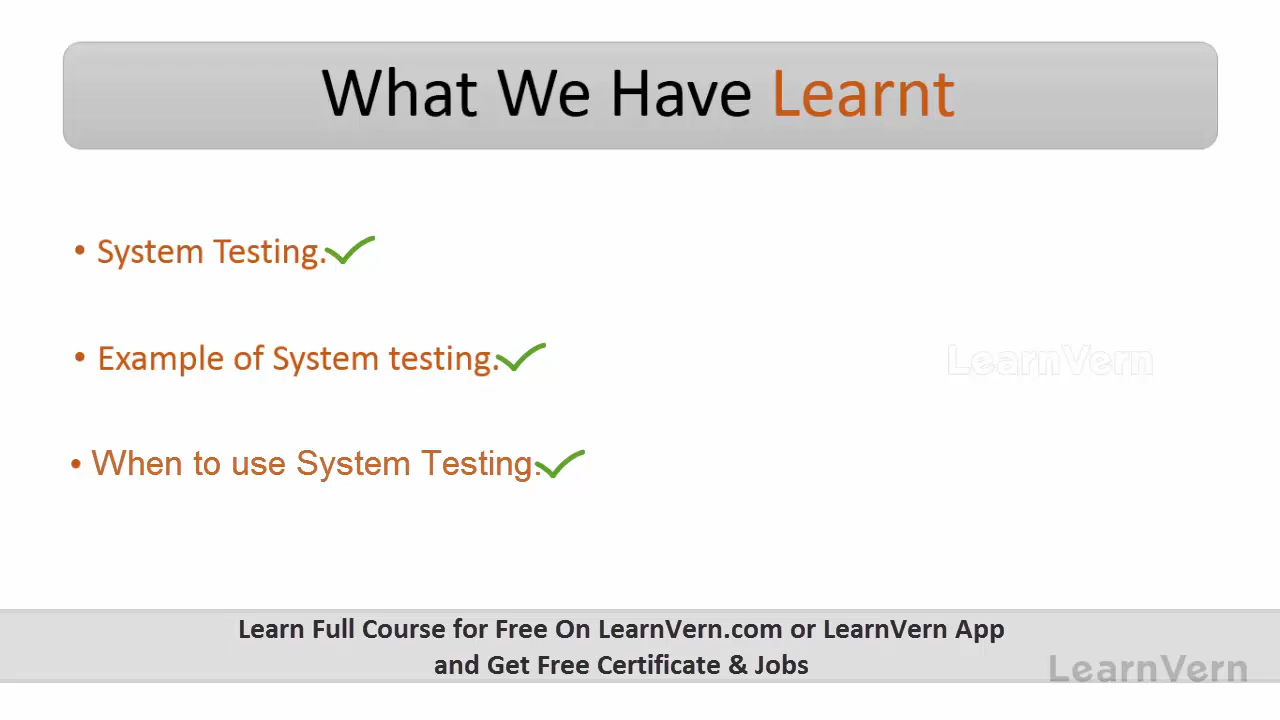 What We Have Learnt
• System Testing.
• Example of System testing.
LearnVern
• When to use System Testing.
Learn Full Course for Free On LearnVern.com or LearnVern App
and Get Free Certificate & Jobs
LearnVern